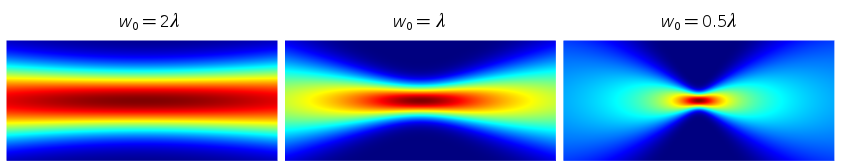 w₀ = 2λ
w₀ = λ
w₀ = 0.5λ